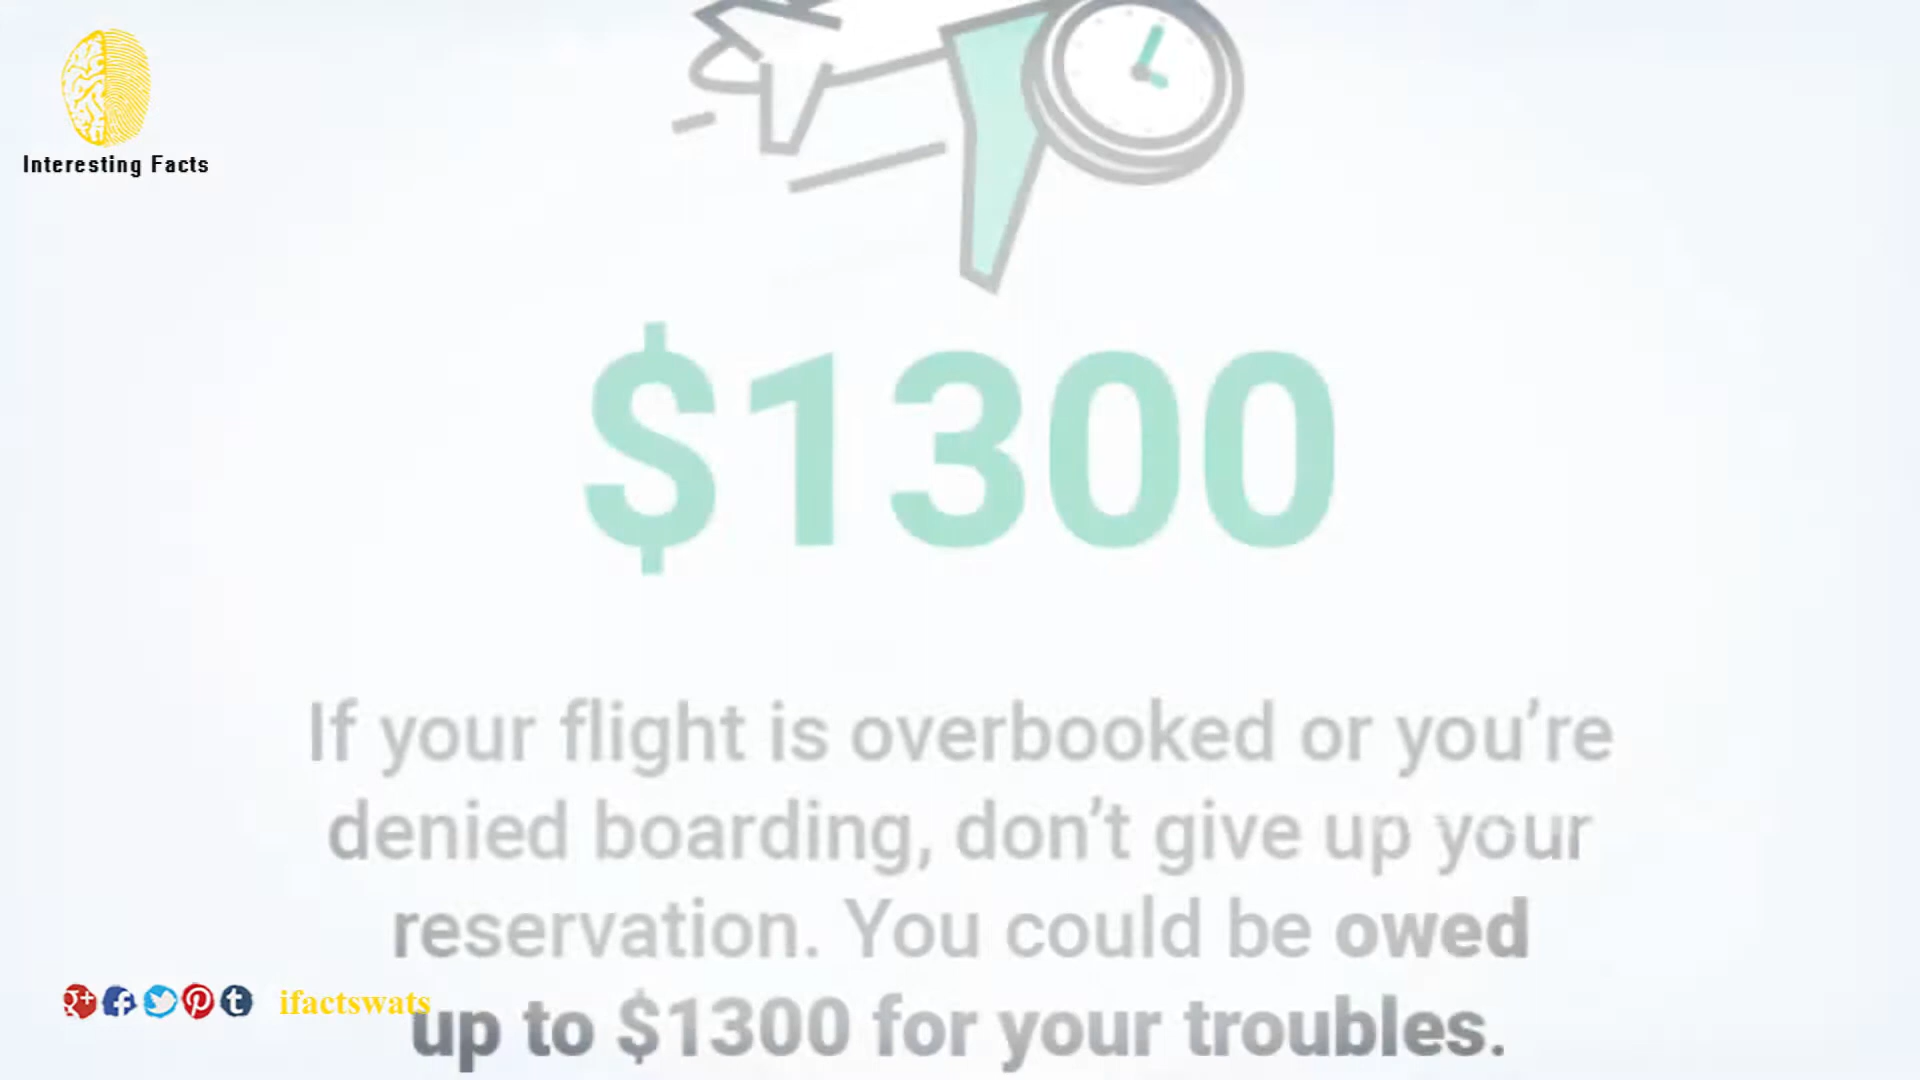 Interesting Facts
$1300
If your flight is overbooked or you’re
denied boarding, don’t give up your
reservation. You could be owed
up to $1300 for your troubles.
ifactswats